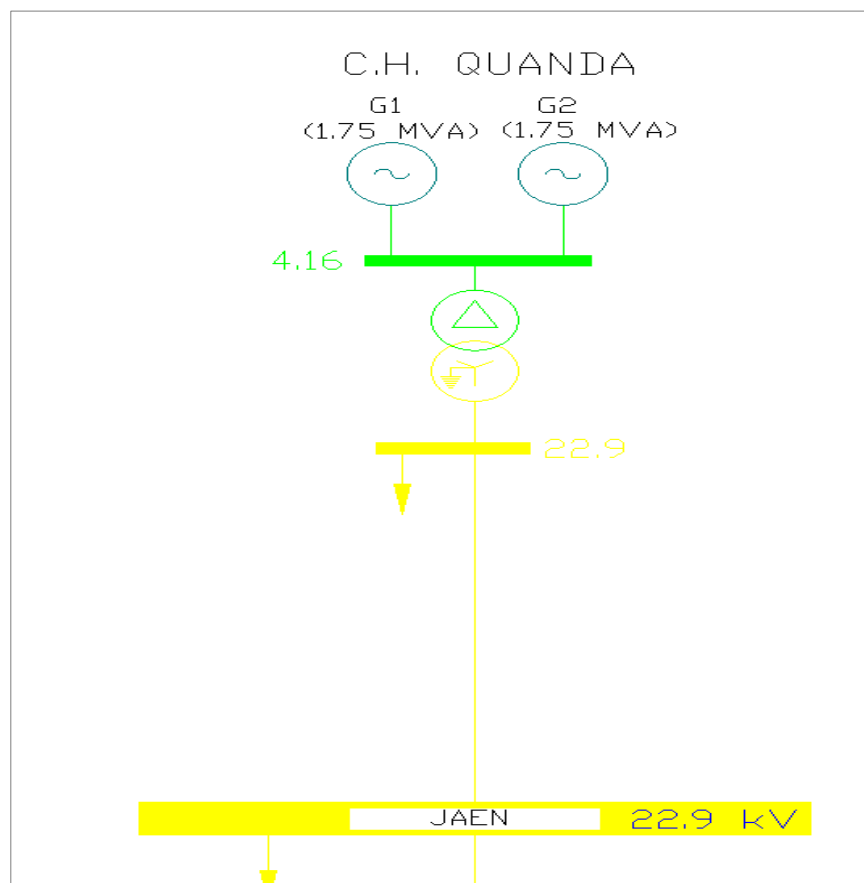 C.H. QUANDA
G1 G2
(1.75 MVA) (1.75 MVA)
4.16
22.9
JAEN 22.9 kV